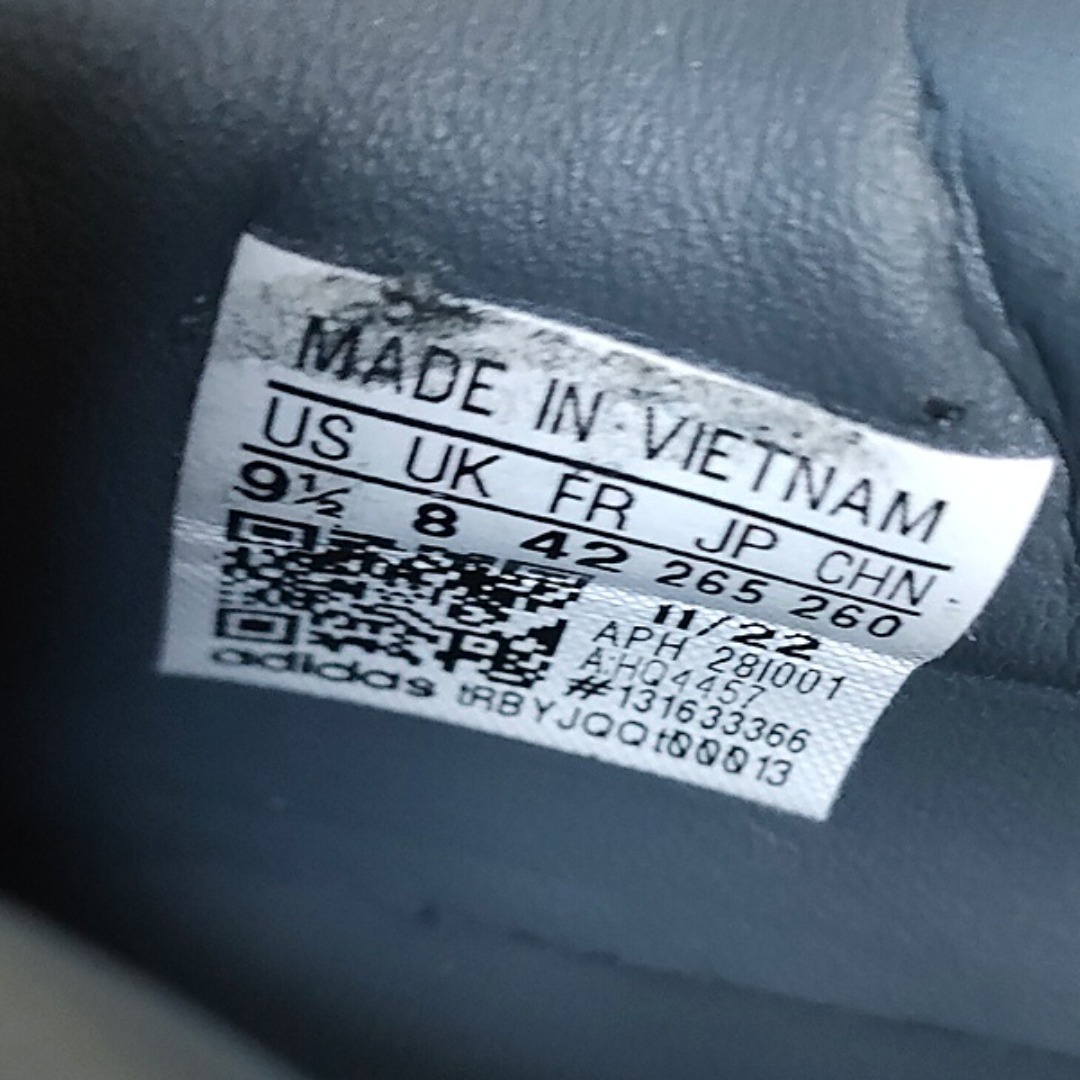 MADE IN VIETNAM
US UK FR JP CHN
9½ 8 42 265 260
11/22
APH 28I001
A:HQ4457
#131633366
adidas tRBYJQQt00013